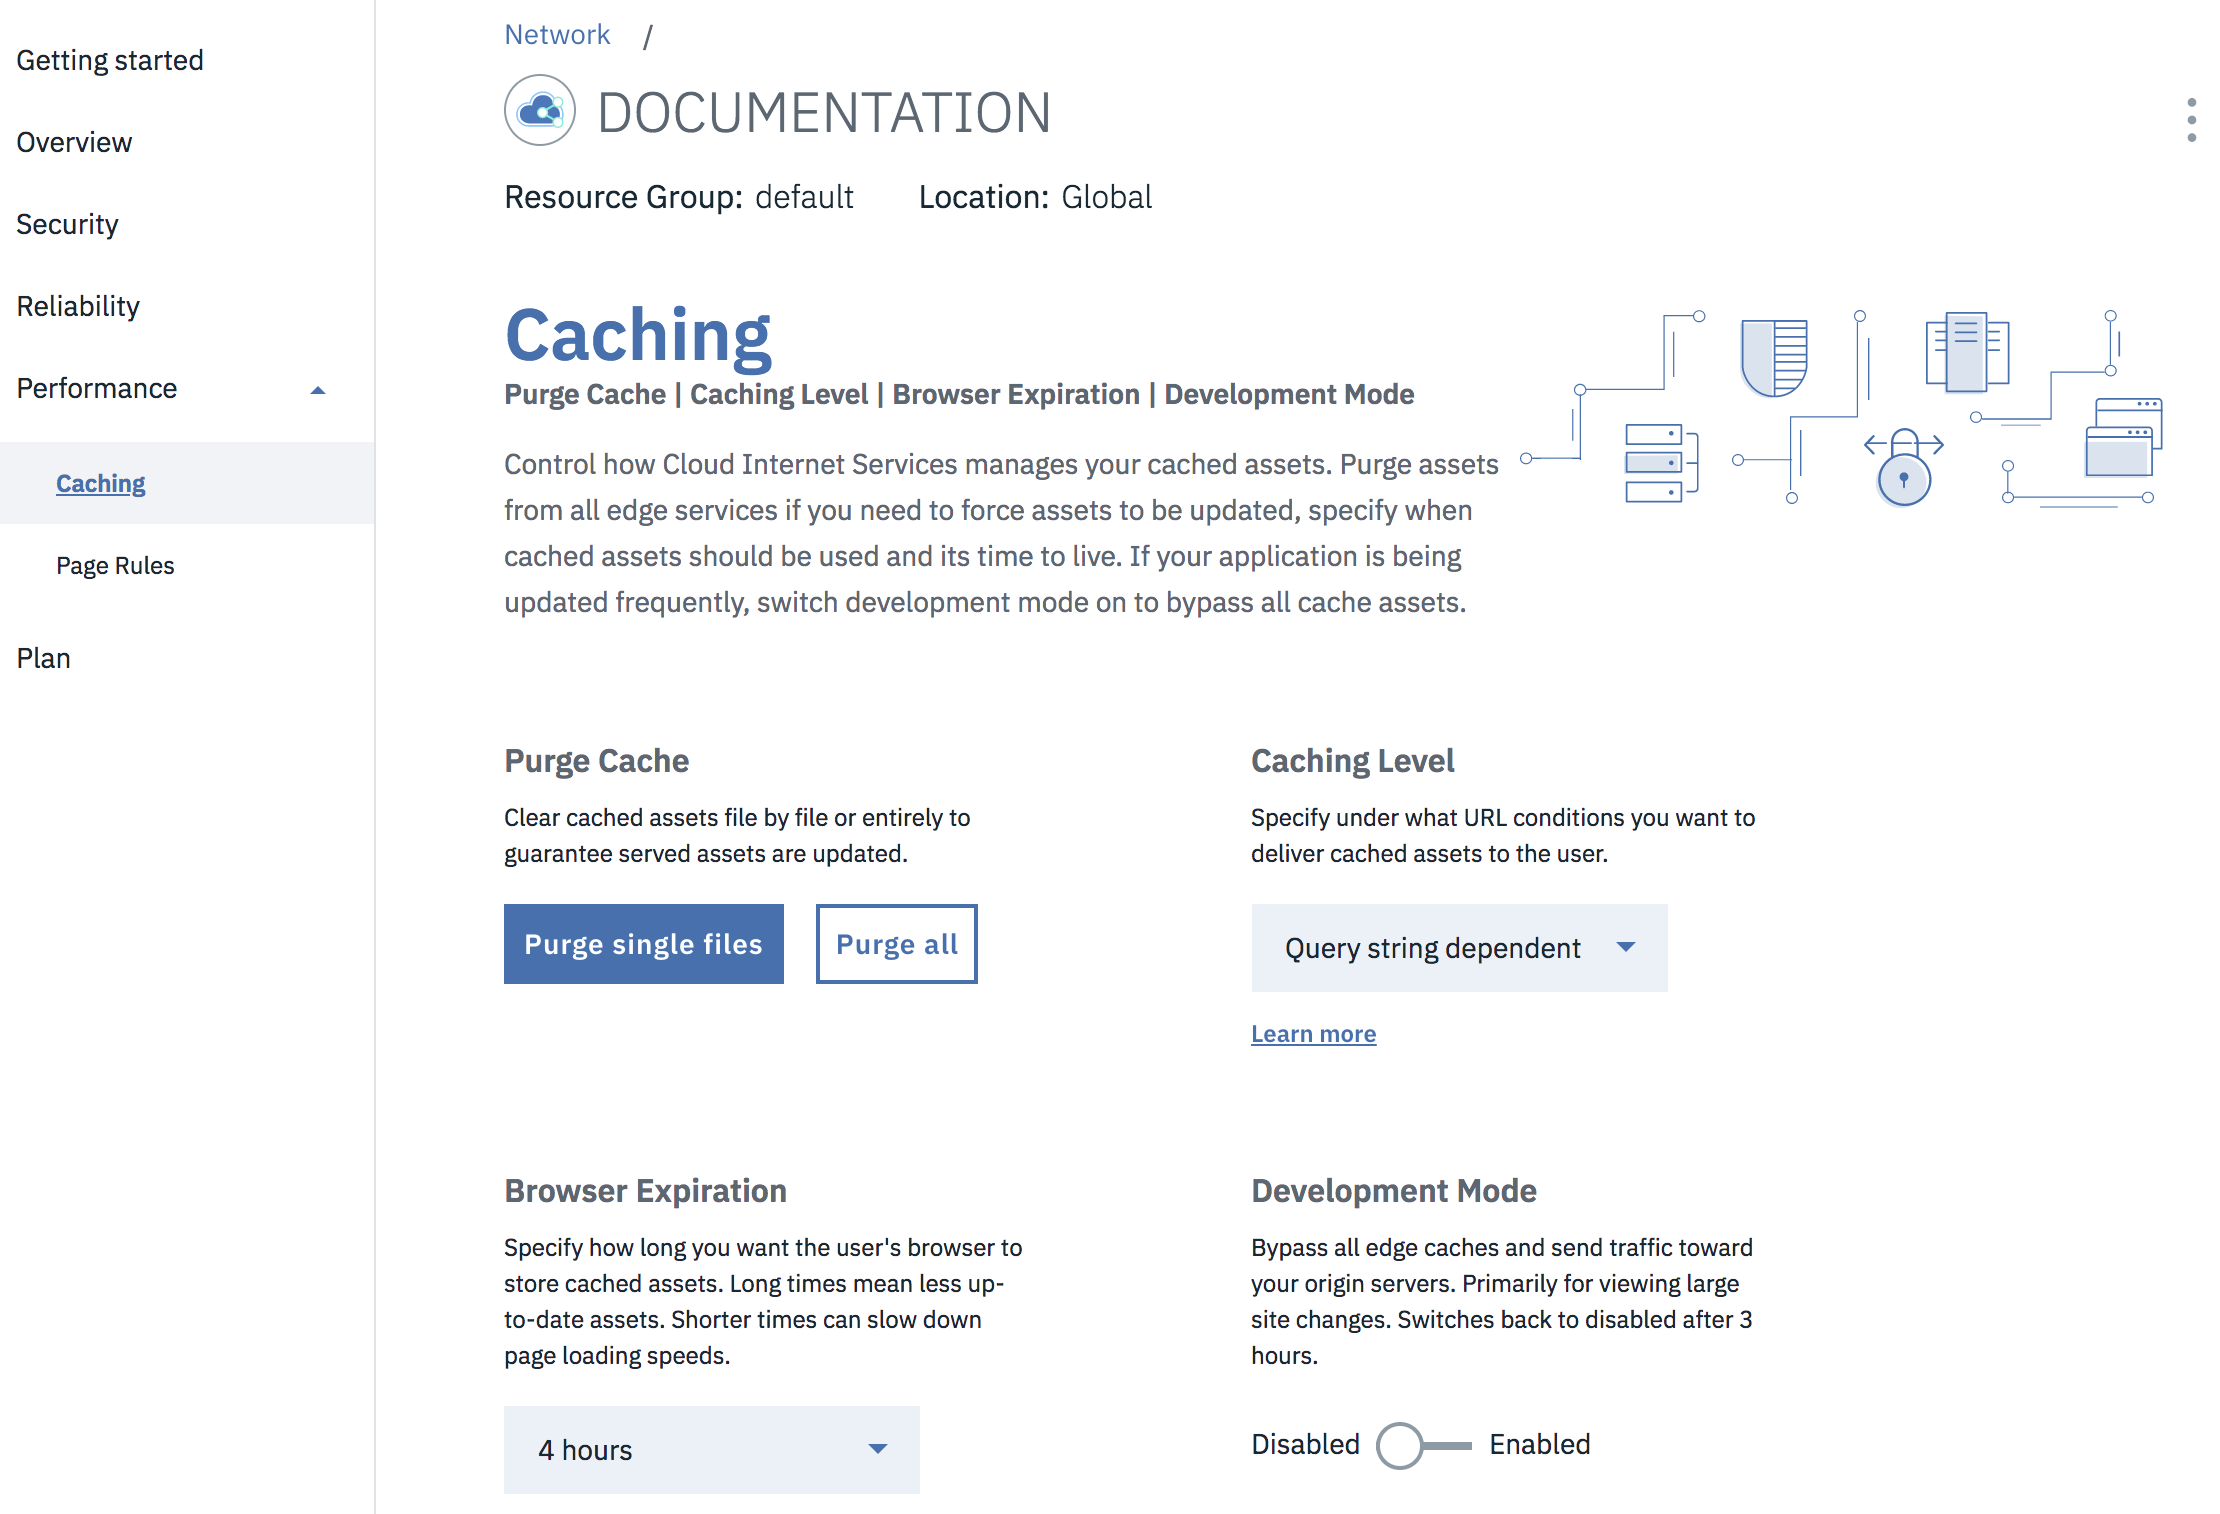 Getting started
Overview
Security
Reliability
Performance
Caching
Page Rules
Plan
Network /
DOCUMENTATION
Resource Group: default Location: Global
Caching
Purge Cache | Caching Level | Browser Expiration | Development Mode
Control how Cloud Internet Services manages your cached assets. Purge assets
from all edge services if you need to force assets to be updated, specify when
cached assets should be used and its time to live. If your application is being
updated frequently, switch development mode on to bypass all cache assets.
Purge Cache
Clear cached assets file by file or entirely to
guarantee served assets are updated.
Purge single files Purge all
Caching Level
Specify under what URL conditions you want to
deliver cached assets to the user.
Query string dependent
Learn more
Browser Expiration
Specify how long you want the user's browser to
store cached assets. Long times mean less up-
to-date assets. Shorter times can slow down
page loading speeds.
4 hours
Development Mode
Bypass all edge caches and send traffic toward
your origin servers. Primarily for viewing large
site changes. Switches back to disabled after 3
hours.
Disabled Enabled